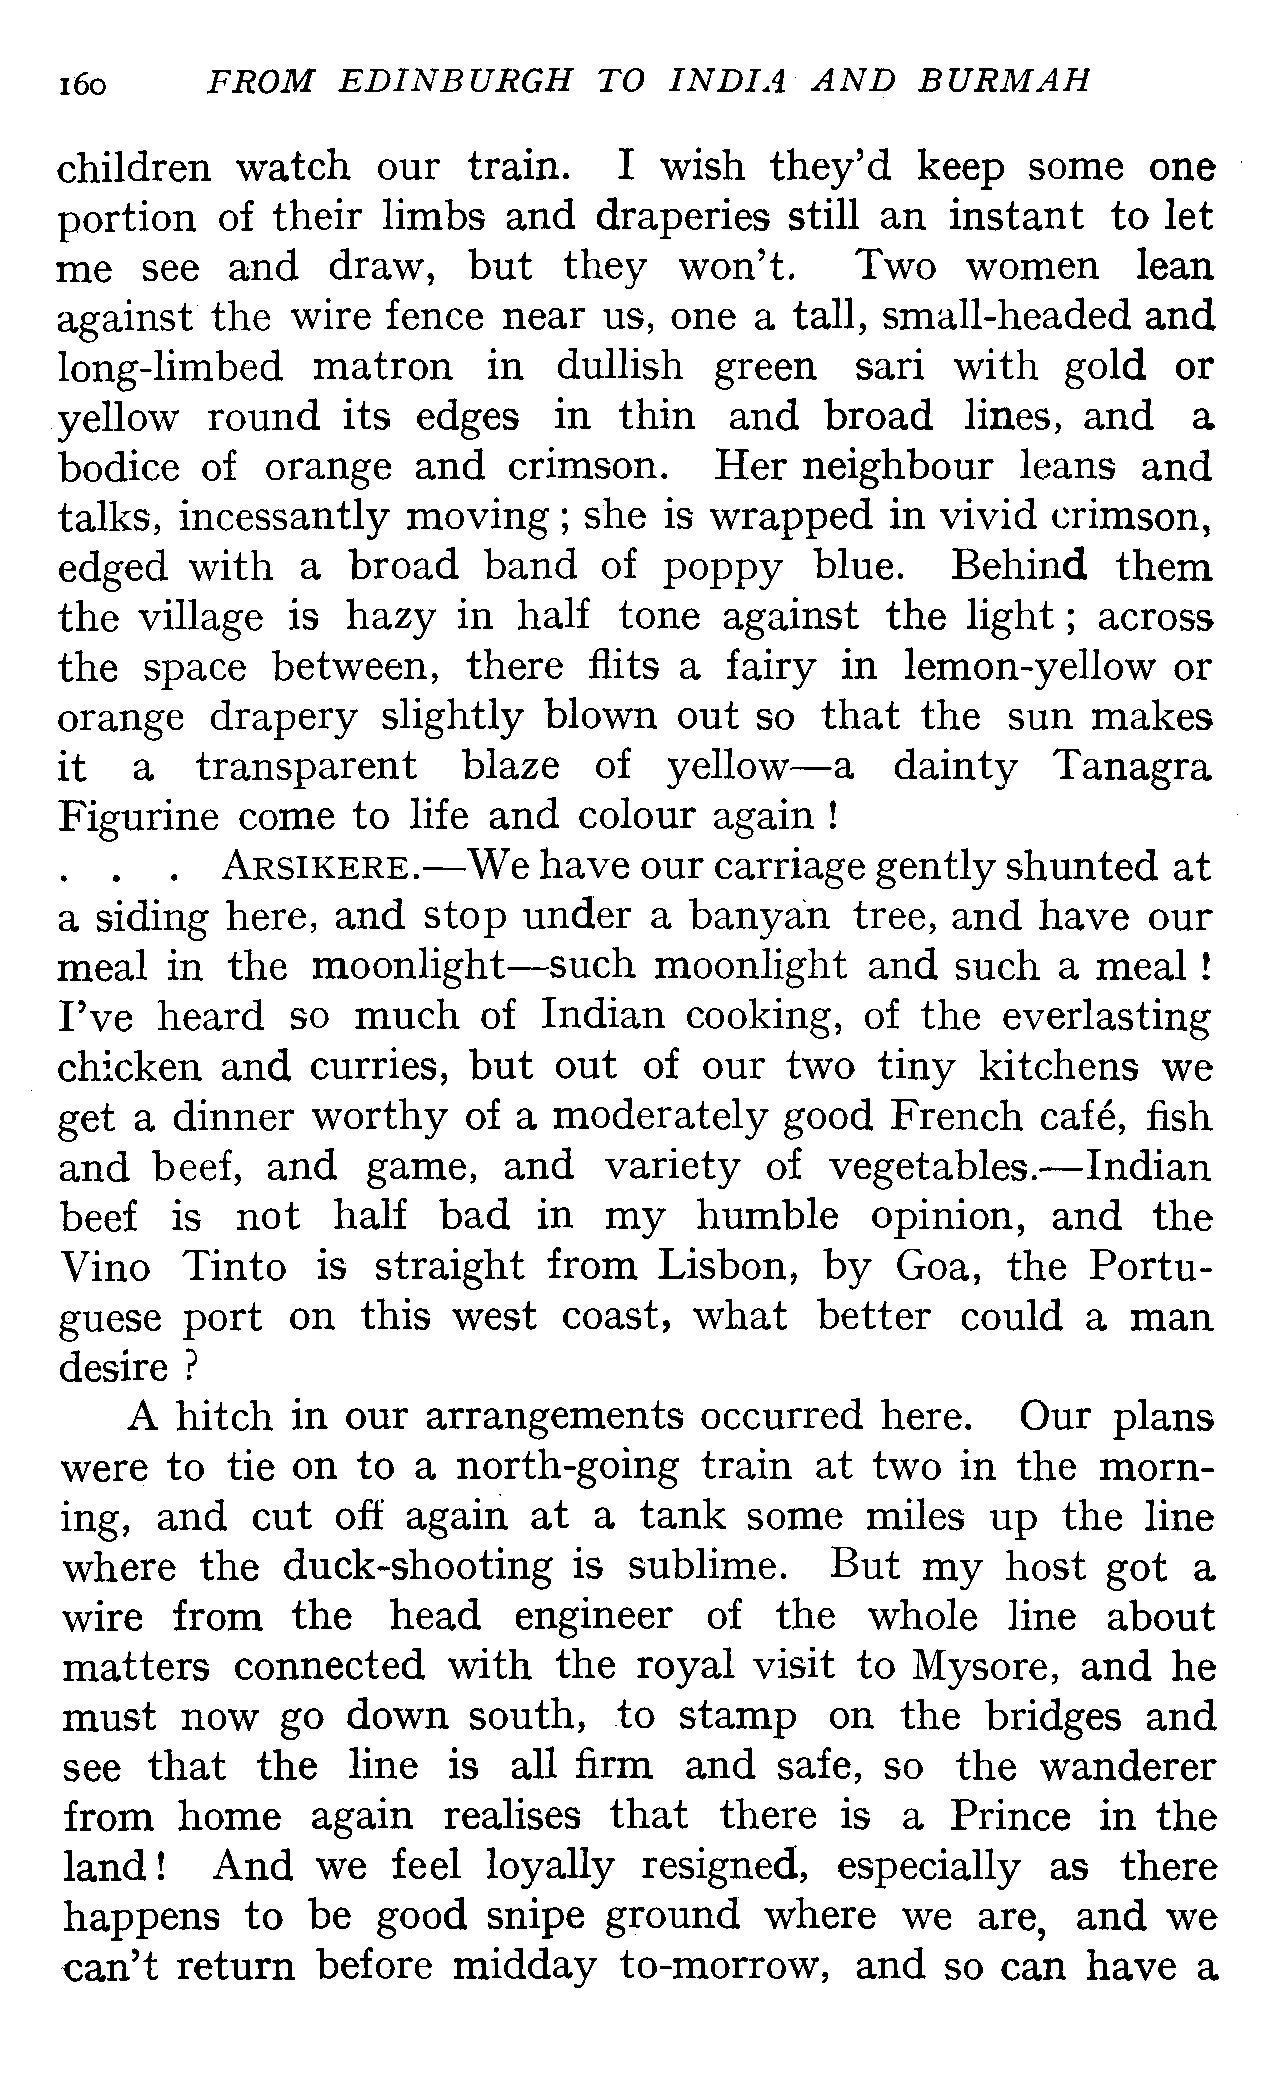 160 FROM EDINBURGH TO INDIA AND BURMAH
children watch our train. I wish they'd keep some one
portion of their limbs and draperies still an instant to let
me see and draw, but they won't. Two women lean
against the wire fence near us, one a tall, small-headed and
long-limbed matron in dullish green sari with gold or
yellow round its edges in thin and broad lines, and a
bodice of orange and crimson. Her neighbour leans and
talks, incessantly moving ; she is wrapped in vivid crimson,
edged with a broad band of poppy blue. Behind them
the village is hazy in half tone against the light ; across
the space between, there flits a fairy in lemon-yellow or
orange drapery slightly blown out so that the sun makes
it a transparent blaze of yellow—a dainty Tanagra
Figurine come to life and colour again !
. . . ARSIKERE.—We have our carriage gently shunted at
a siding here, and stop under a banyan tree, and have our
meal in the moonlight—such moonlight and such a meal !
I've heard so much of Indian cooking, of the everlasting
chicken and curries, but out of our two tiny kitchens we
get a dinner worthy of a moderately good French café, fish
and beef, and game, and variety of vegetables.—Indian
beef is not half bad in my humble opinion, and the
Vino Tinto is straight from Lisbon, by Goa, the Portu-
guese port on this west coast, what better could a man
desire ?
A hitch in our arrangements occurred here. Our plans
were to tie on to a north-going train at two in the morn-
ing, and cut off again at a tank some miles up the line
where the duck-shooting is sublime. But my host got a
wire from the head engineer of the whole line about
matters connected with the royal visit to Mysore, and he
must now go down south, to stamp on the bridges and
see that the line is all firm and safe, so the wanderer
from home again realises that there is a Prince in the
land ! And we feel loyally resigned, especially as there
happens to be good snipe ground where we are, and we
can't return before midday to-morrow, and so can have a